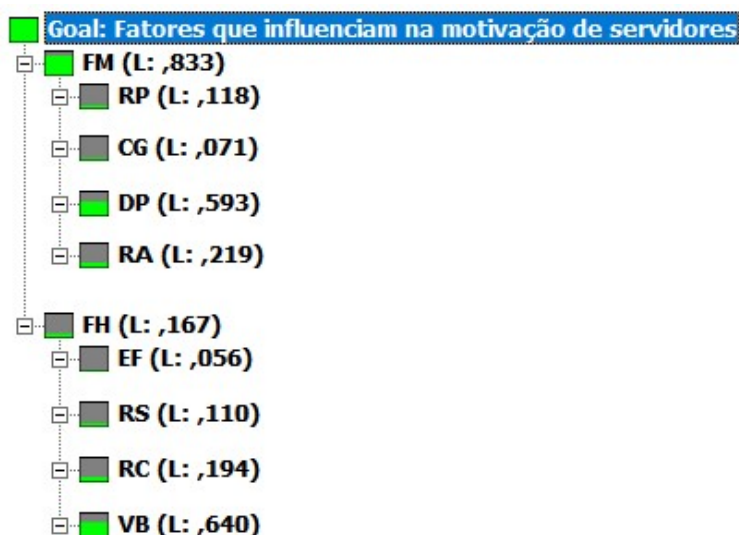 Goal: Fatores que influenciam na motivação de servidores
FM (L: ,833)
RP (L: ,118)
CG (L: ,071)
DP (L: ,593)
RA (L: ,219)
FH (L: ,167)
EF (L: ,056)
RS (L: ,110)
RC (L: ,194)
VB (L: ,640)